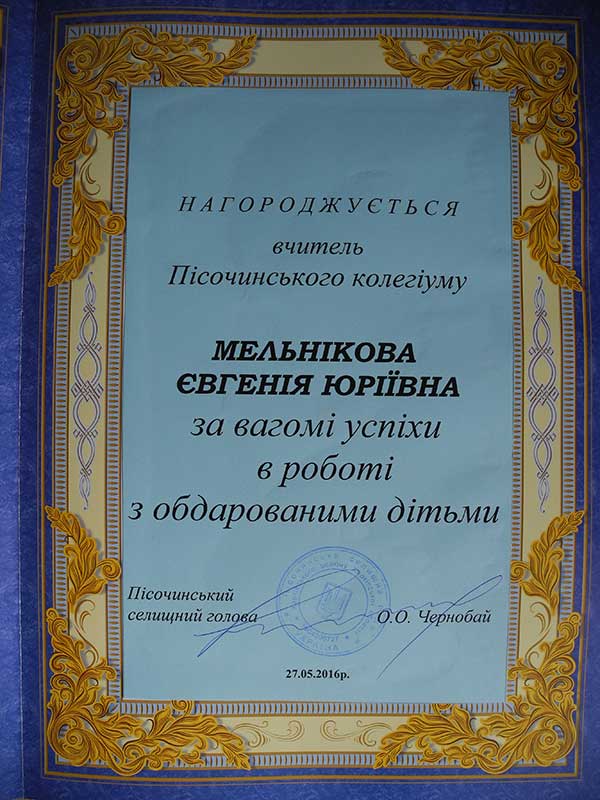 НАГОРОДЖУЄТЬСЯ
вчитель
Пісочинського колегіуму
МЕЛЬНІКОВА
ЄВГЕНІЯ ЮРІЇВНА
за вагомі успіхи
в роботі
з обдарованими дітьми
Пісочинський
селищний голова
О.О. Чернобай
УКРАЇНА
27.05.2016р.